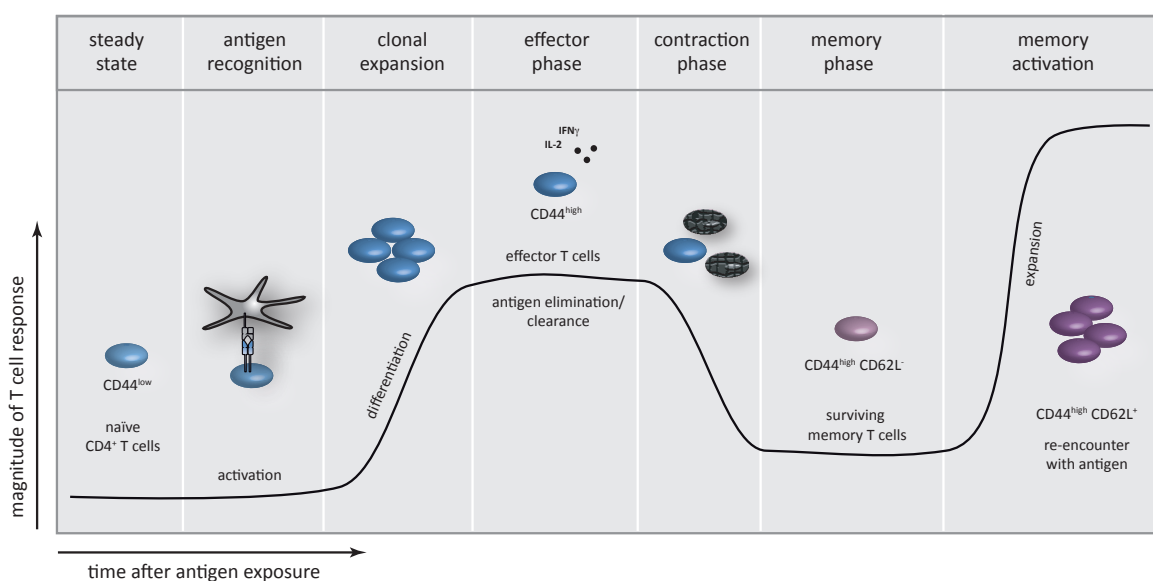 steady
state
antigen
recognition
clonal
expansion
effector
phase
contraction
phase
memory
phase
memory
activation
IFNγ
IL-2
CD44high
effector T cells
antigen elimination/
clearance
CD44low
naïve
CD4+ T cells
activation
differentiation
CD44high CD62L-
surviving
memory T cells
expansion
CD44high CD62L+
re-encounter
with antigen
magnitude of T cell response
time after antigen exposure